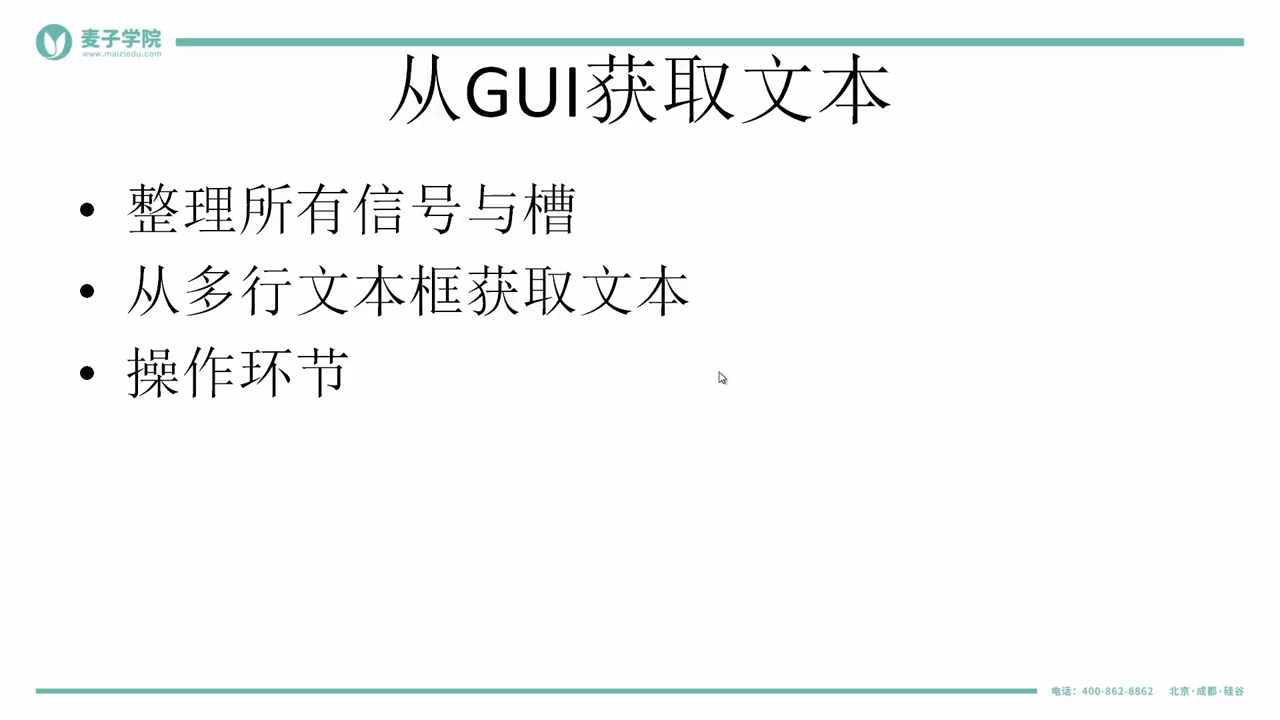 麦子学院
www.maiziedu.com
从GUI获取文本
• 整理所有信号与槽
• 从多行文本框获取文本
• 操作环节
电话：400-862-8862 北京·成都·硅谷